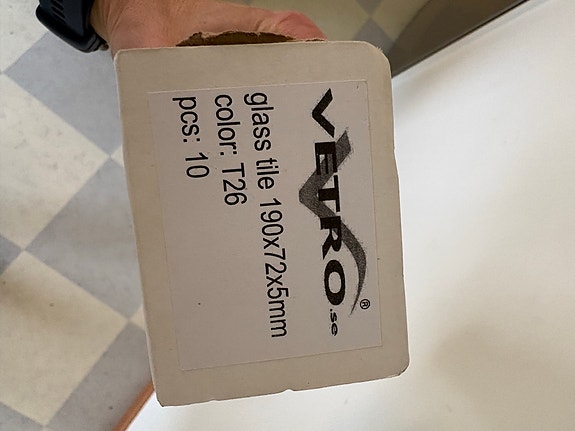 VETRO.se®
glass tile 190x72x5mm
color: T26
pcs: 10